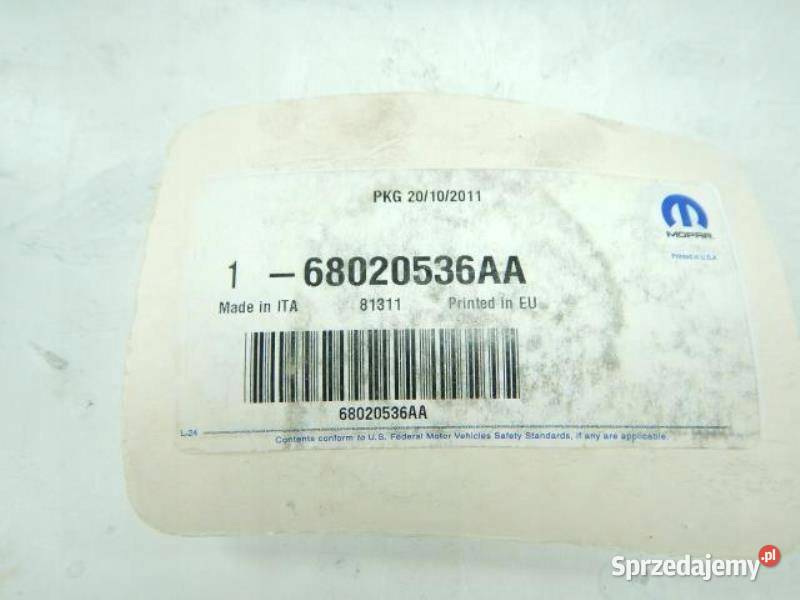 PKG 20/10/2011
MOPAR
Printed in U.S.A
1 -68020536AA
Made in ITA 81311 Printed in EU
68020536AA
L-24
Contents conform to U.S. Federal Motor Vehicles Safety Standards, if any are applicable.
Sprzedajemy.pl